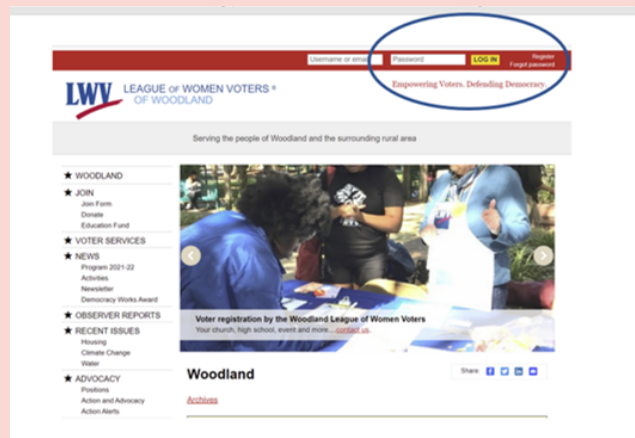 Username or email Password LOG IN Register
Forgot password
LWV LEAGUE OF WOMEN VOTERS®
OF WOODLAND
Empowering Voters. Defending Democracy.
Serving the people of Woodland and the surrounding rural area
★ WOODLAND
★ JOIN
Join Form
Donate
Education Fund
★ VOTER SERVICES
★ NEWS
Program 2021-22
Activities
Newsletter
Democracy Works Award
★ OBSERVER REPORTS
★ RECENT ISSUES
Housing
Climate Change
Water
★ ADVOCACY
Positions
Action and Advocacy
Action Alerts
Voter registration by the Woodland League of Women Voters
Your church, high school, event and more....contact us.
Woodland
Share:
Archives